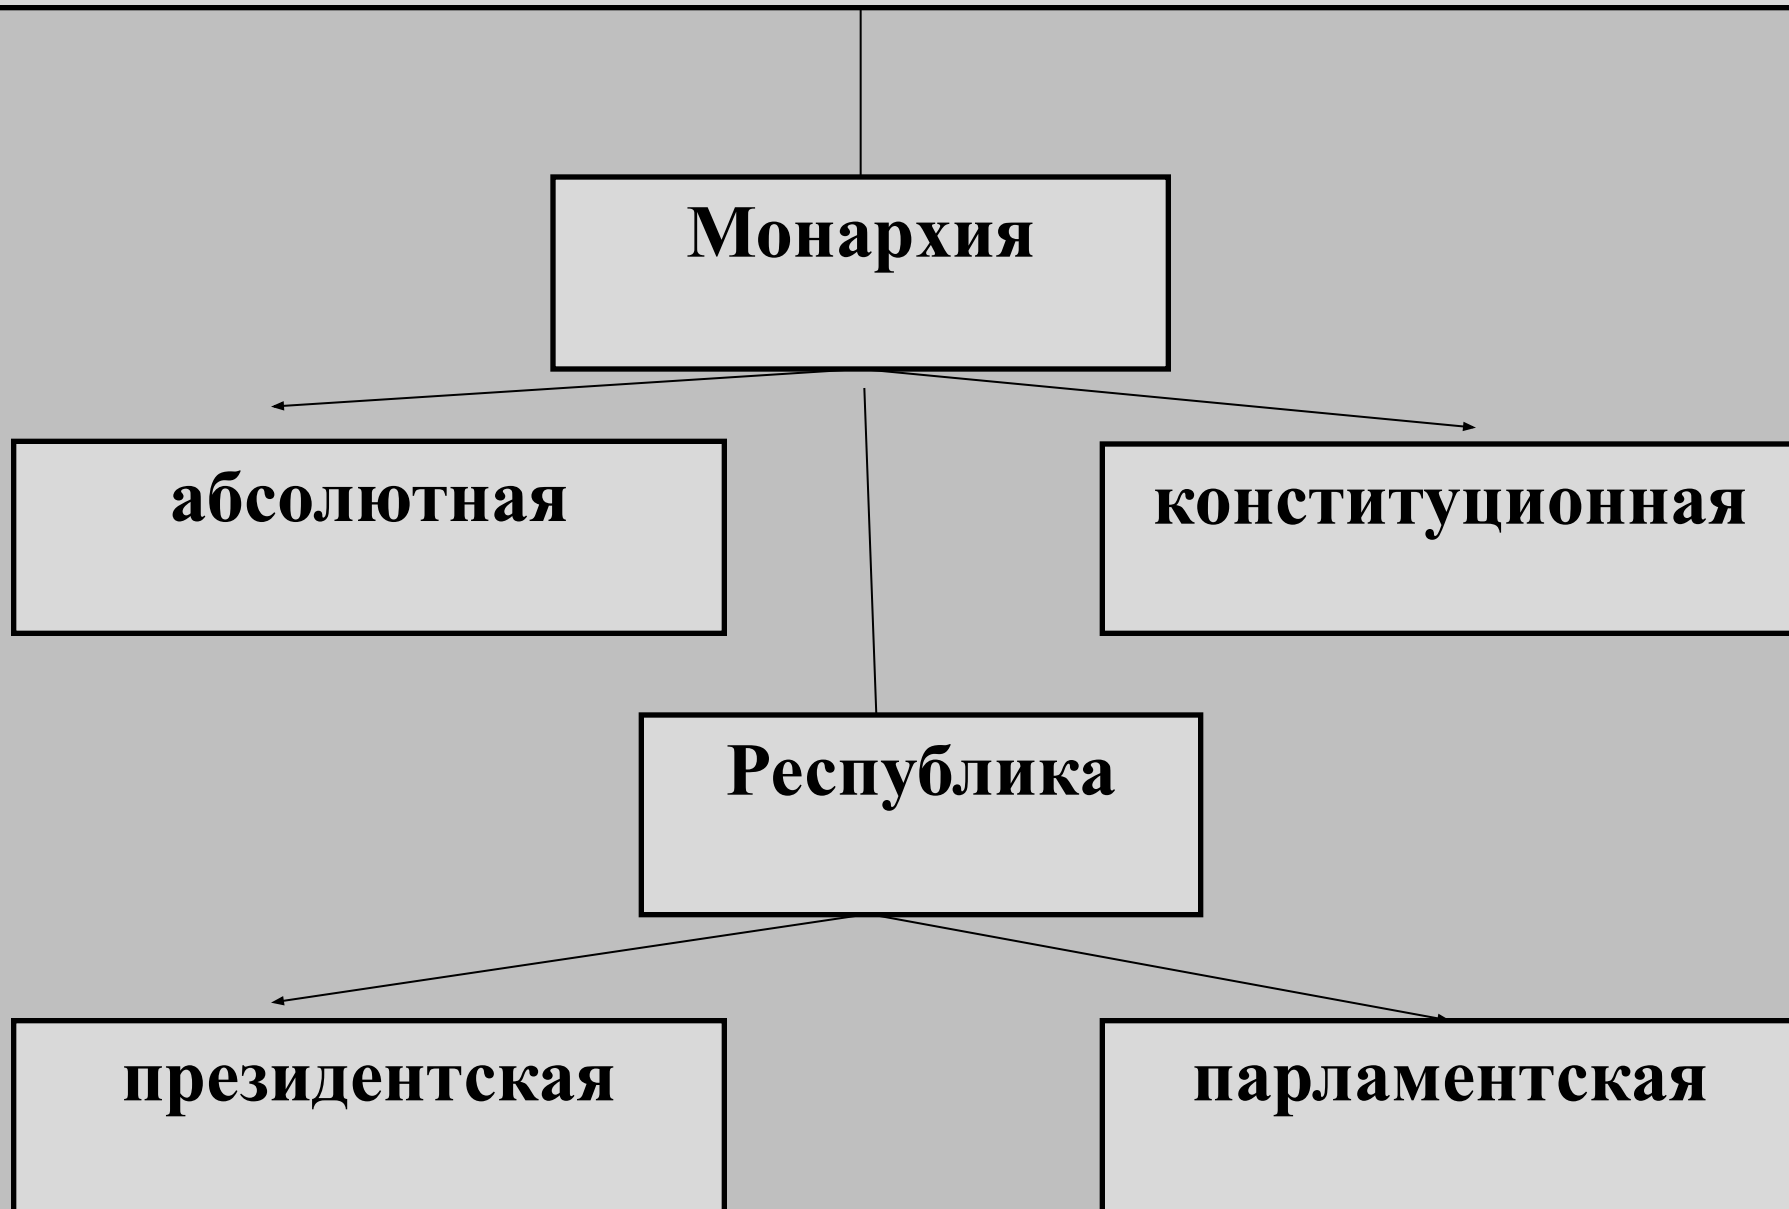 Монархия
абсолютная
конституционная
Республика
президентская
парламентская